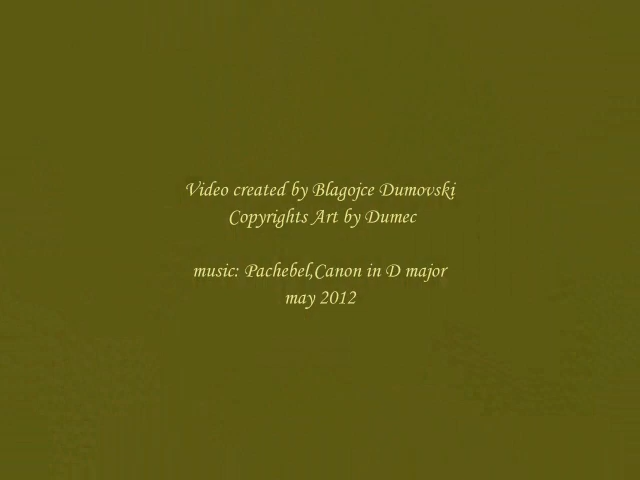 Video created by Blagojce Dumovski
Copyrights Art by Dumec
music: Pachebel,Canon in D major
may 2012